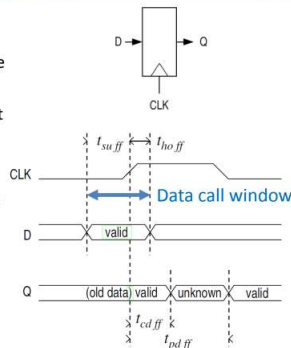 D
Q
CLK
e
t
t su ff
t ho ff
CLK
Data call window
D
valid
Q
(old data) valid
unknown
valid
t cd ff
t pd ff